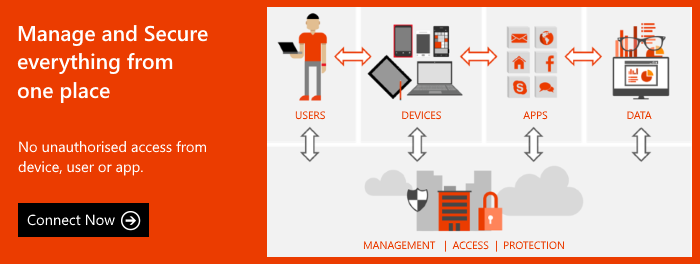 Manage and Secure
everything from
one place
No unauthorised access from
device, user or app.
Connect Now
USERS
DEVICES
APPS
DATA
MANAGEMENT | ACCESS | PROTECTION